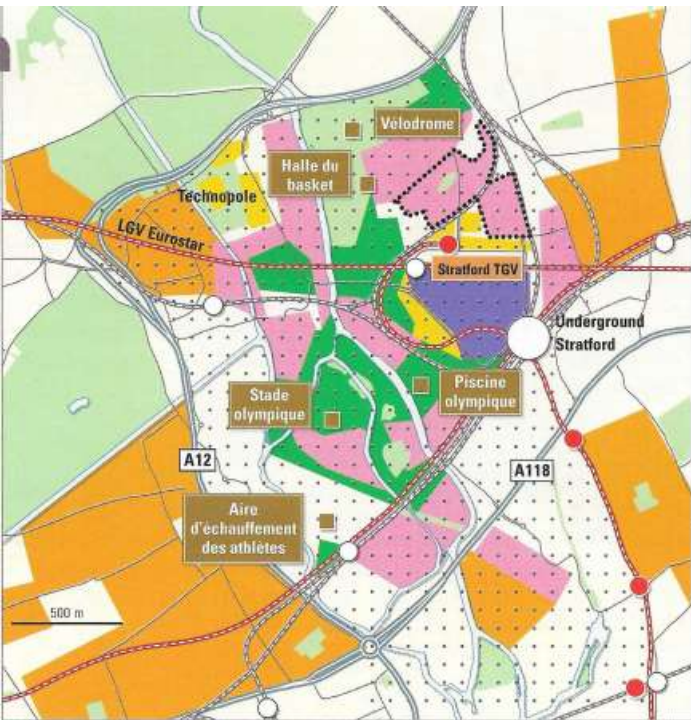 Vélodrome
Halle du
basket
Technopole
LGV Eurostar
Stratford TGV
Underground
Stratford
Piscine
olympique
Stade
olympique
A12
A118
Aire
d'échauffement
des athlètes
500 m